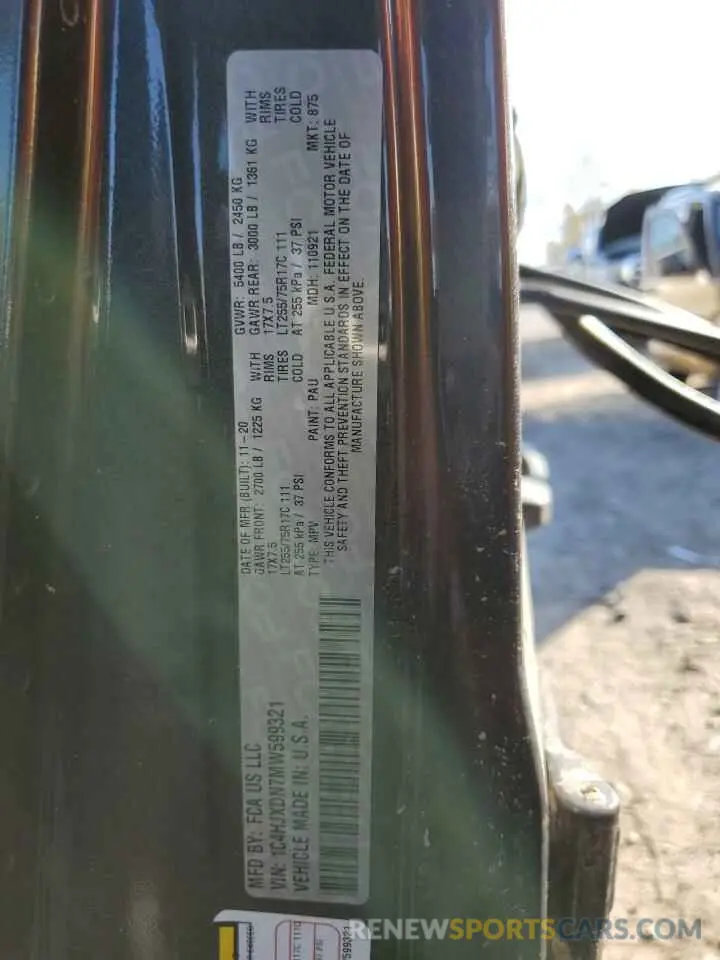 MFD BY: FCA US LLC
DATE OF MFR (BUILT): 11-20
GVWR: 5400 LB / 2450 KG
GAWR FRONT: 2700 LB / 1225 KG WITH
GAWR REAR: 3000 LB / 1361 KG WITH
17X7.5 RIMS
17X7.5 RIMS
LT255/75R17C 111 TIRES
LT255/75R17C 111 TIRES
AT 255 kPa / 37 PSI COLD
AT 255 kPa / 37 PSI COLD
VIN: 1C4HJXDN7MW599321
TYPE: MPV PAINT: PAU MDH: 110921 MKT: 875
VEHICLE MADE IN: U.S.A.
THIS VEHICLE CONFORMS TO ALL APPLICABLE U.S.A. FEDERAL MOTOR VEHICLE
SAFETY AND THEFT PREVENTION STANDARDS IN EFFECT ON THE DATE OF
MANUFACTURE SHOWN ABOVE.
599321
RENEWSPORTSCARS.COM